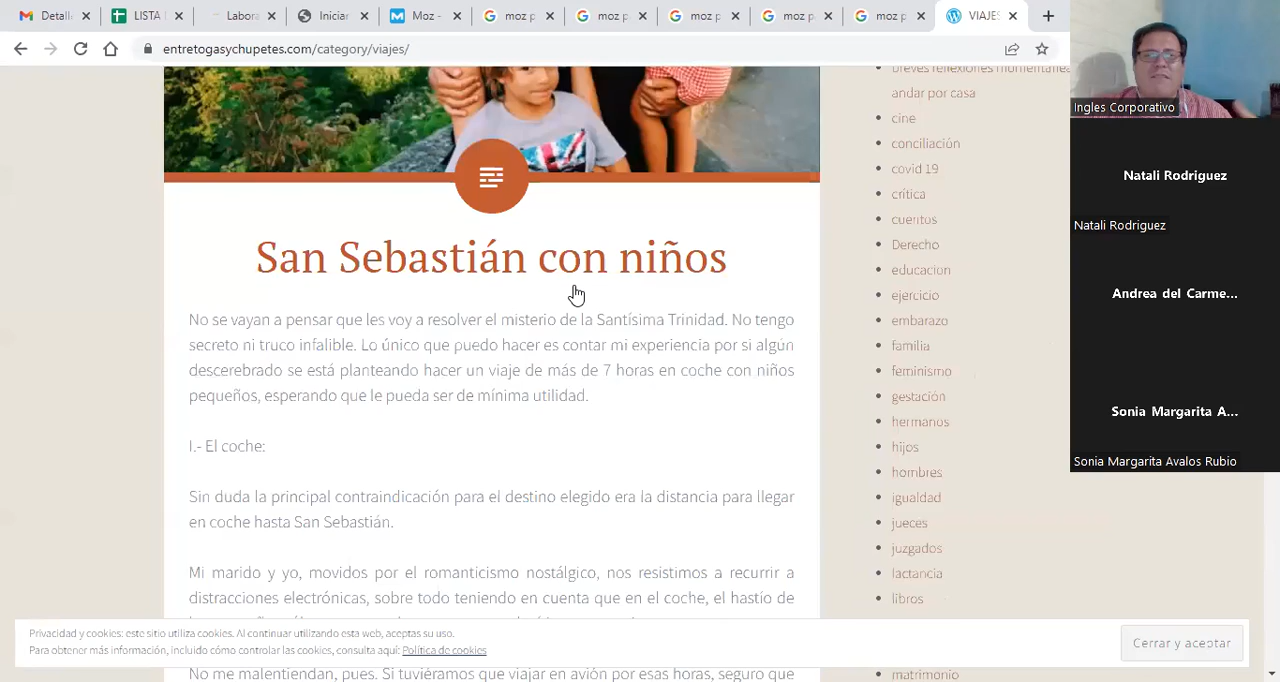 Detall
LISTA
Labora
Iniciar
Moz -
moz p
moz p
moz p
moz p
moz p
VIAJES
entretogasychupetes.com/category/viajes/
San Sebastián con niños
No se vayan a pensar que les voy a resolver el misterio de la Santísima Trinidad. No tengo
secreto ni truco infalible. Lo único que puedo hacer es contar mi experiencia por si algún
descerebrado se está planteando hacer un viaje de más de 7 horas en coche con niños
pequeños, esperando que le pueda ser de mínima utilidad.
I.- El coche:
Sin duda la principal contraindicación para el destino elegido era la distancia para llegar
en coche hasta San Sebastián.
Mi marido y yo, movidos por el romanticismo nostálgico, nos resistimos a recurrir a
distracciones electrónicas, sobre todo teniendo en cuenta que en el coche, el hastío de
No me malentiendan, pues. Si tuviéramos que viajar en avión por esas horas, seguro que
breves reflexiones momentáneas
andar por casa
cine
conciliación
covid 19
crítica
cuentos
Derecho
educacion
ejercicio
embarazo
familia
feminismo
gestación
hermanos
hijos
hombres
igualdad
jueces
juzgados
lactancia
libros
matrimonio
Privacidad y cookies: este sitio utiliza cookies. Al continuar utilizando esta web, aceptas su uso.
Para obtener más información, incluido cómo controlar las cookies, consulta aquí: Política de cookies
Cerrar y aceptar
Ingles Corporativo
Natali Rodriguez
Natali Rodriguez
Andrea del Carme...
Sonia Margarita A...
Sonia Margarita Avalos Rubio